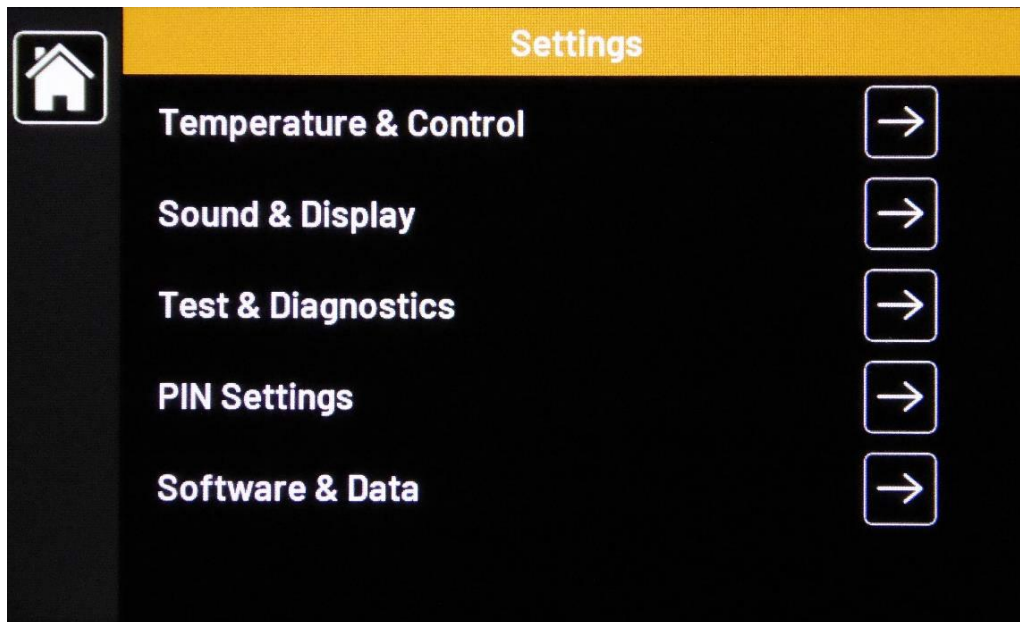 Settings
Temperature & Control
Sound & Display
Test & Diagnostics
PIN Settings
Software & Data